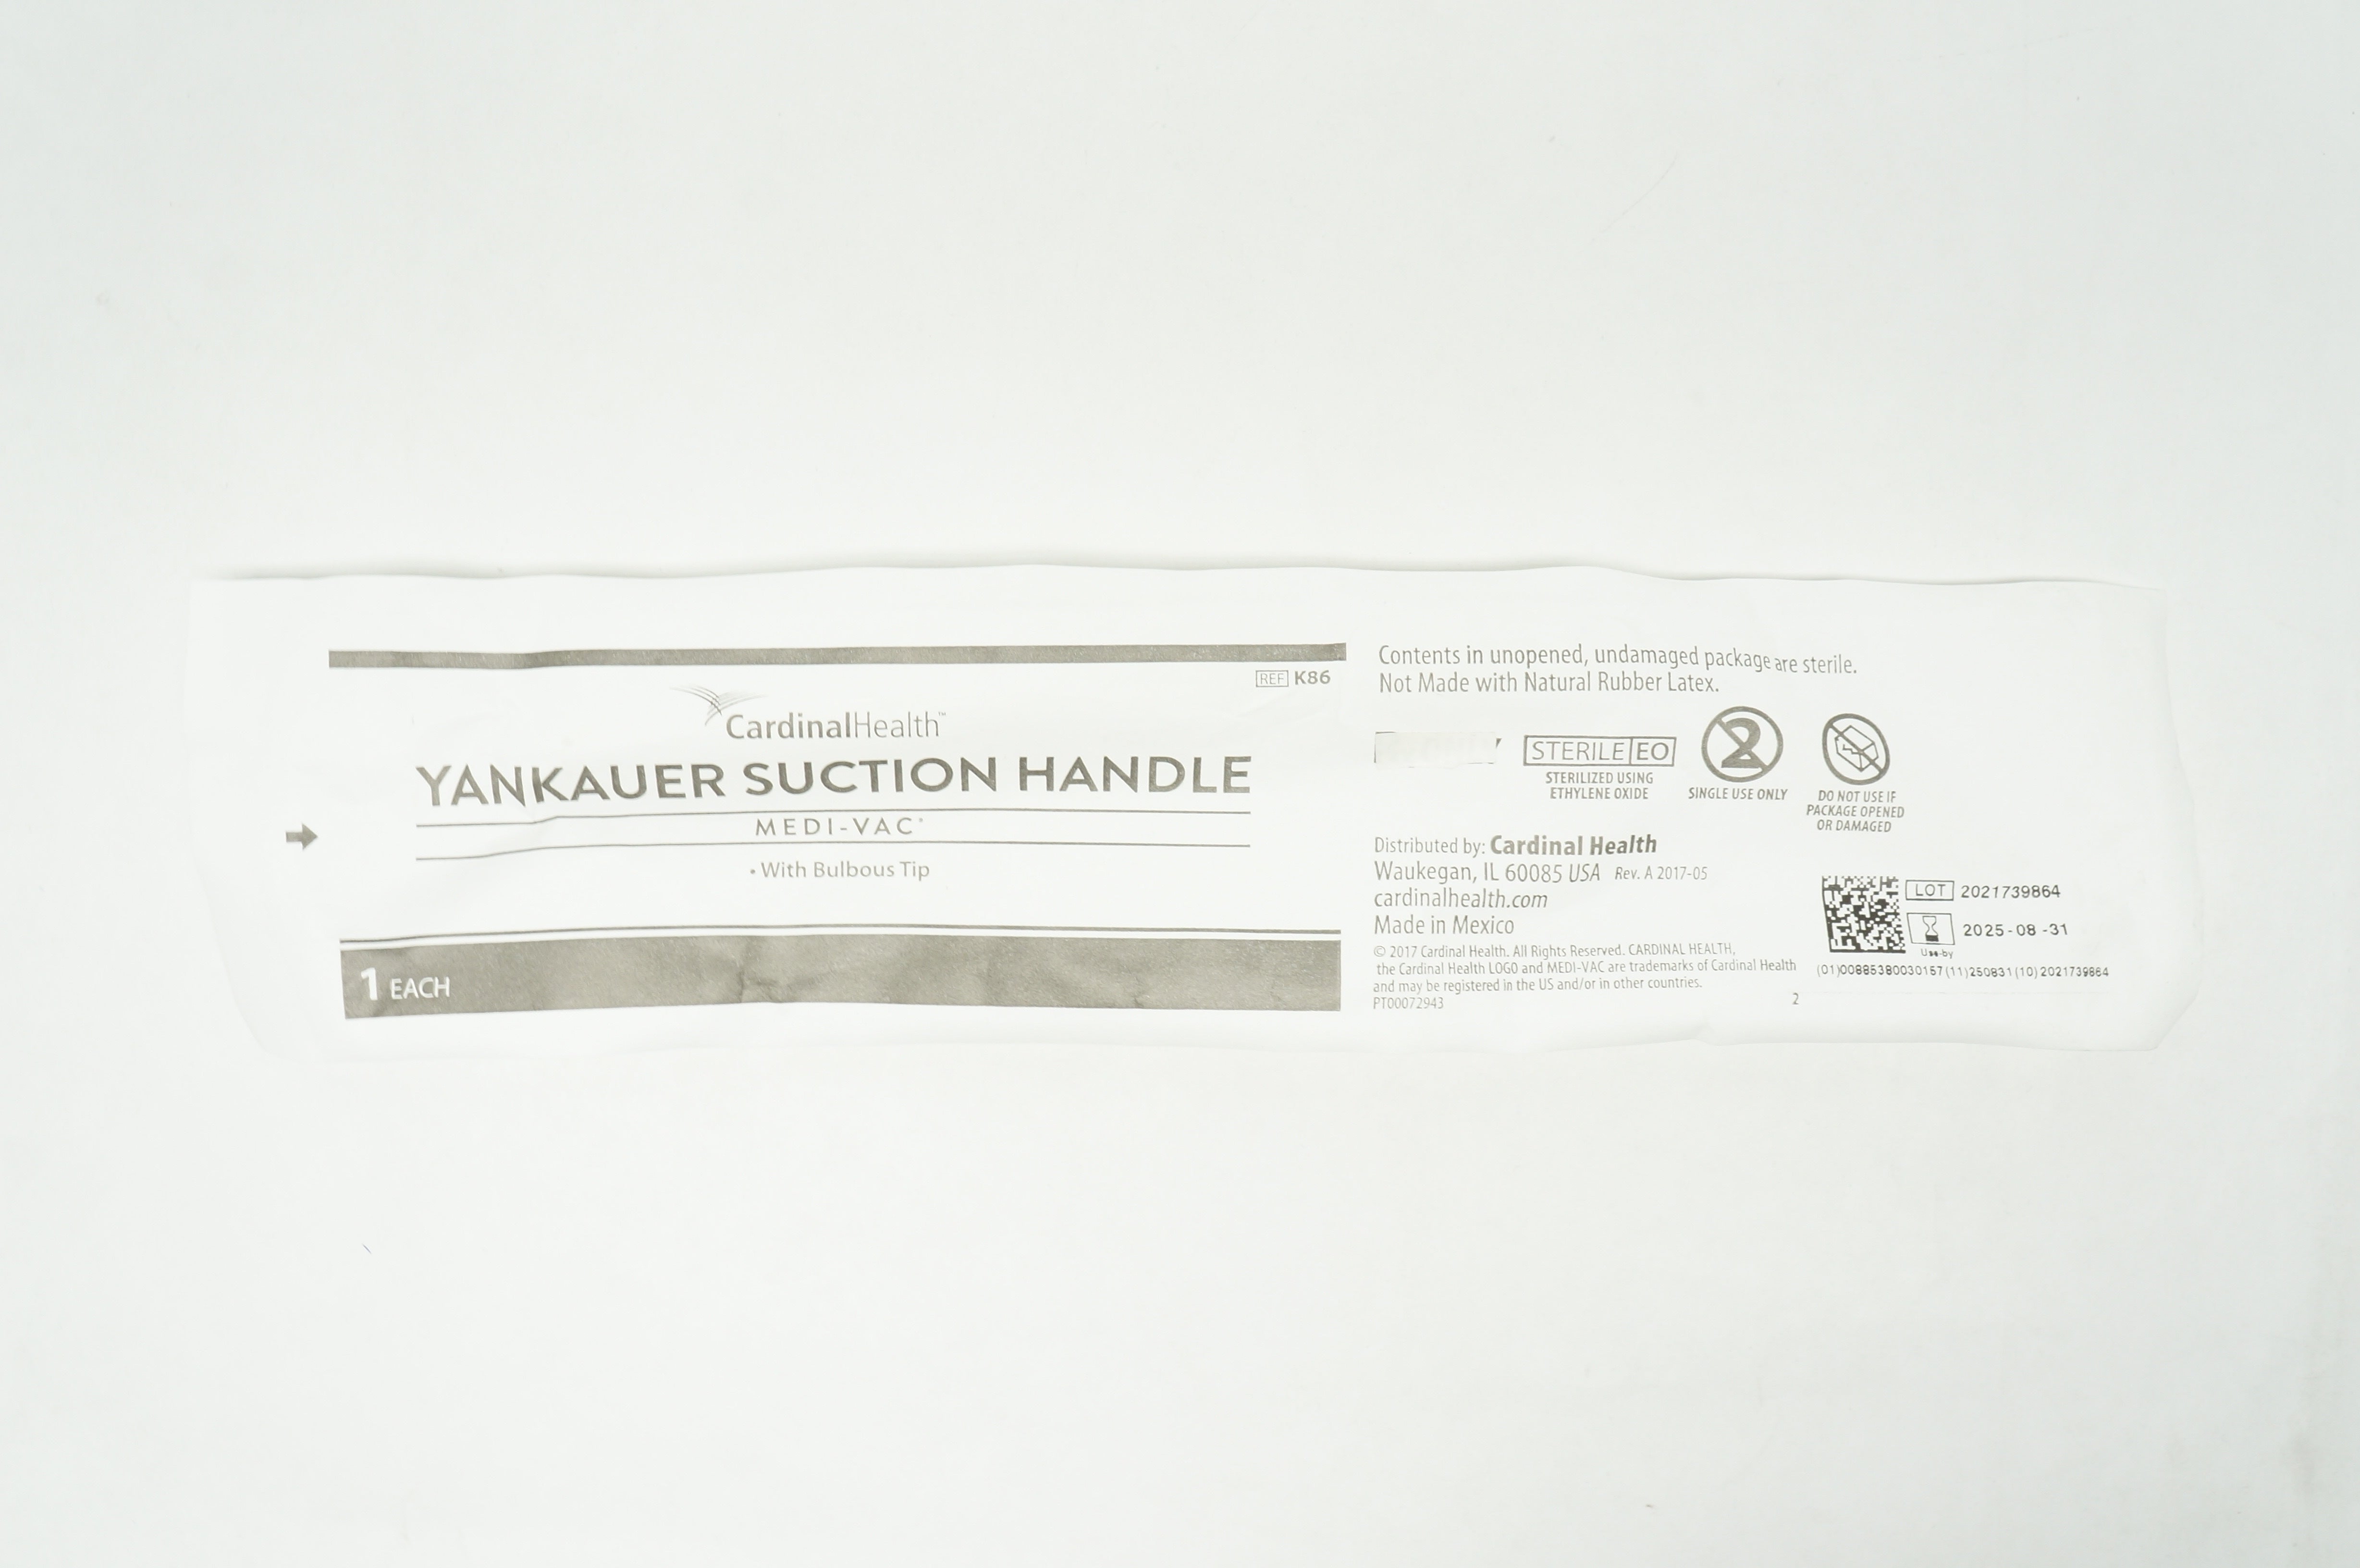 REF K86
CardinalHealth™
YANKAUER SUCTION HANDLE
MEDI-VAC®
• With Bulbous Tip
1 EACH
Contents in unopened, undamaged package are sterile.
Not Made with Natural Rubber Latex.
STERILE EO
STERILIZED USING
ETHYLENE OXIDE
2
SINGLE USE ONLY
DO NOT USE IF
PACKAGE OPENED
OR DAMAGED
Distributed by: Cardinal Health
Waukegan, IL 60085 USA Rev. A 2017-05
cardinalhealth.com
Made in Mexico
© 2017 Cardinal Health. All Rights Reserved. CARDINAL HEALTH,
the Cardinal Health LOGO and MEDI-VAC are trademarks of Cardinal Health
and may be registered in the US and/or in other countries.
PT00072943
2
LOT 2021739864
2025-08-31
Use-by
(01)00885380030157(11)250831(10)2021739864